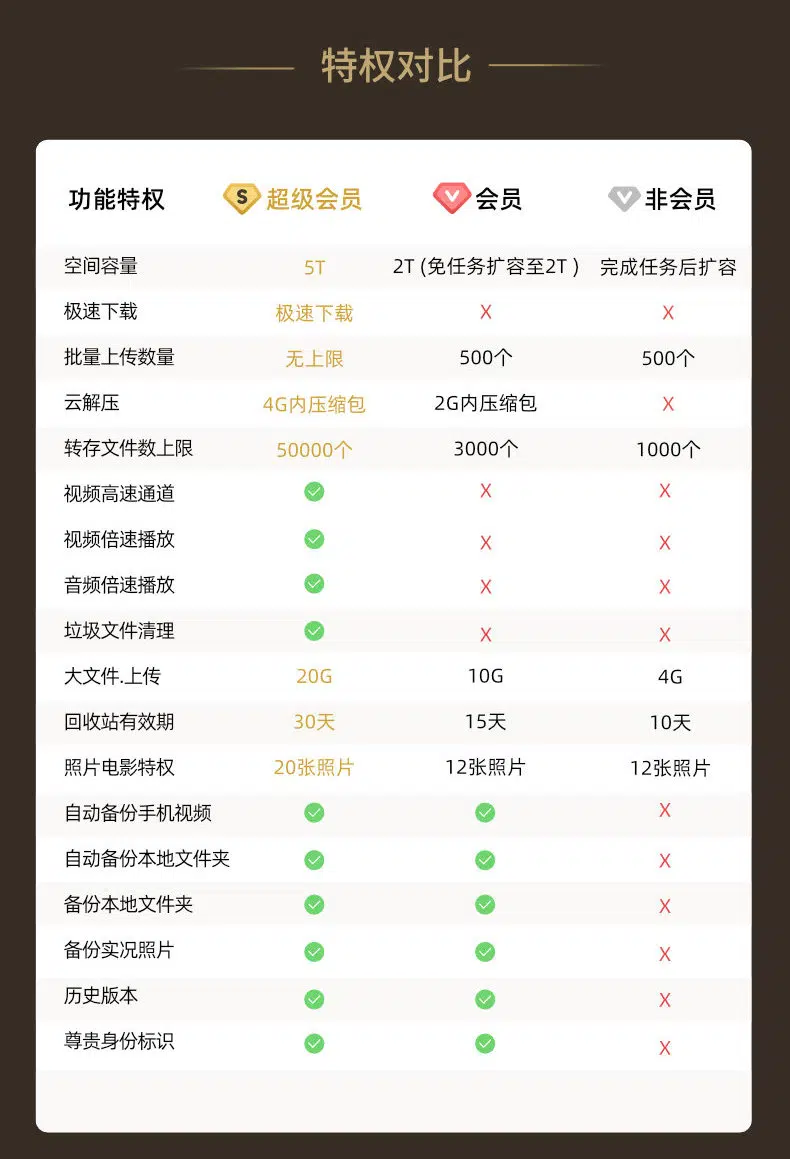 特权对比
功能特权 S 超级会员 V 会员 V 非会员
空间容量 5T 2T (免任务扩容至2T ) 完成任务后扩容
极速下载 极速下载 X X
批量上传数量 无上限 500个 500个
云解压 4G内压缩包 2G内压缩包 X
转存文件数上限 50000个 3000个 1000个
视频高速通道 X X
视频倍速播放 X X
音频倍速播放 X X
垃圾文件清理 X X
大文件.上传 20G 10G 4G
回收站有效期 30天 15天 10天
照片电影特权 20张照片 12张照片 12张照片
自动备份手机视频 X
自动备份本地文件夹 X
备份本地文件夹 X
备份实况照片 X
历史版本 X
尊贵身份标识 X